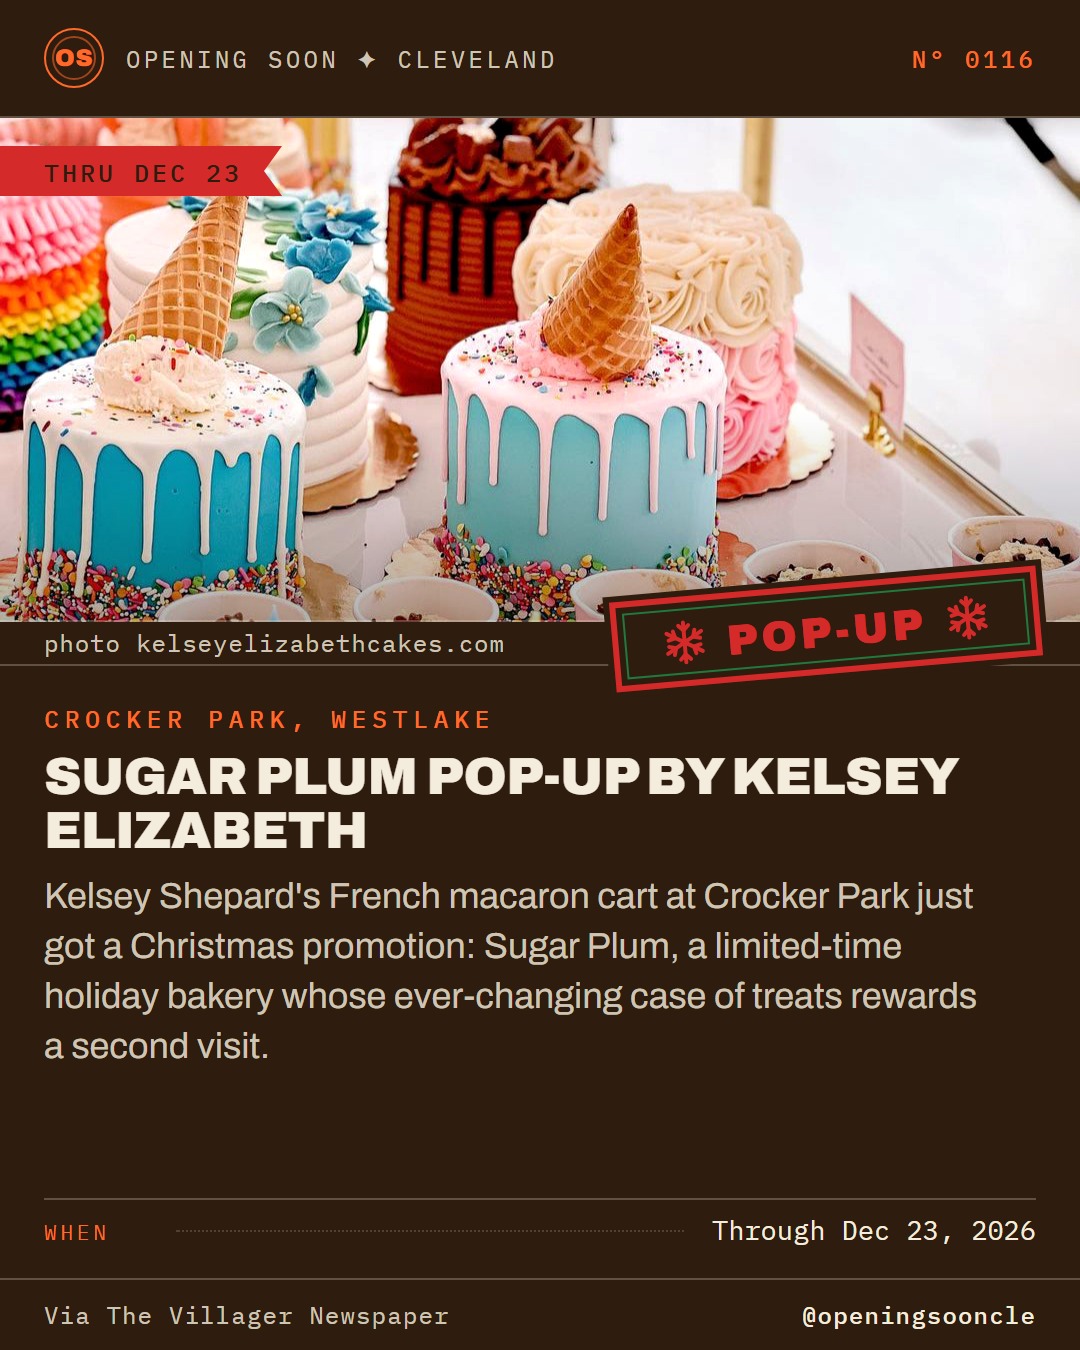 OS OPENING SOON ✦ CLEVELAND
N° 0116
THRU DEC 23
photo kelseyelizabethcakes.com
❄ POP-UP ❄
CROCKER PARK, WESTLAKE
SUGAR PLUM POP-UP BY KELSEY
ELIZABETH
Kelsey Shepard's French macaron cart at Crocker Park just
got a Christmas promotion: Sugar Plum, a limited-time
holiday bakery whose ever-changing case of treats rewards
a second visit.
WHEN Through Dec 23, 2026
Via The Villager Newspaper
@openingsooncle